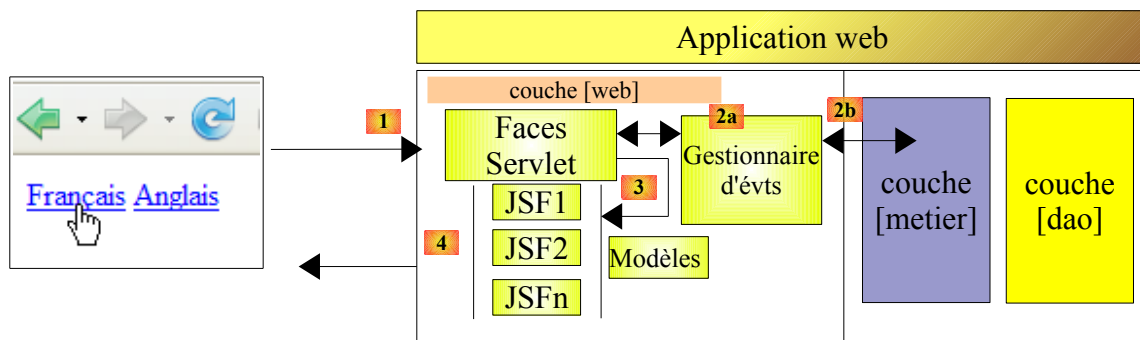 Application web
couche [web]
Français Anglais
1
Faces
Servlet
2a
Gestionnaire
d'évts
2b
3
JSF1
JSF2
JSFn
Modèles
4
couche
[metier]
couche
[dao]